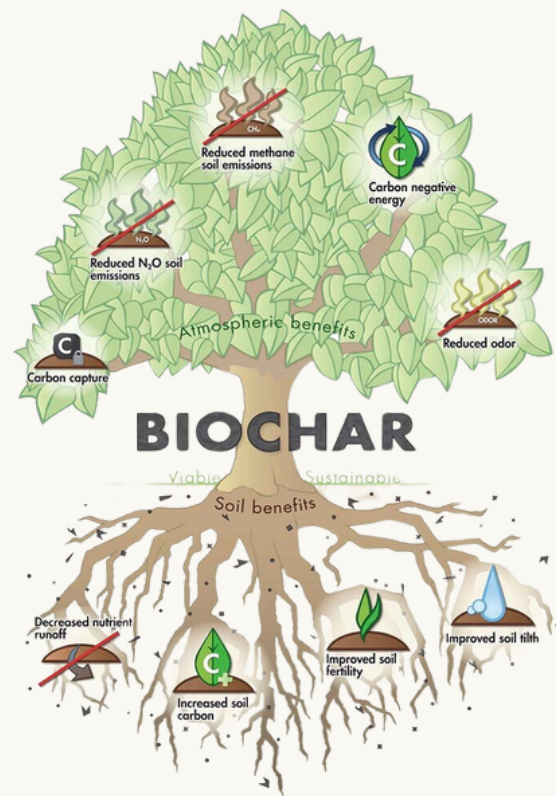 CH₄
Reduced methane
soil emissions
C
Carbon negative
energy
N₂O
Reduced N₂O soil
emissions
ODOR
Reduced odor
Atmospheric benefits
C
Carbon capture
BIOCHAR
Viable Sustainable
Soil benefits
Decreased nutrient
runoff
C
Increased soil
carbon
Improved soil
fertility
Improved soil tilth